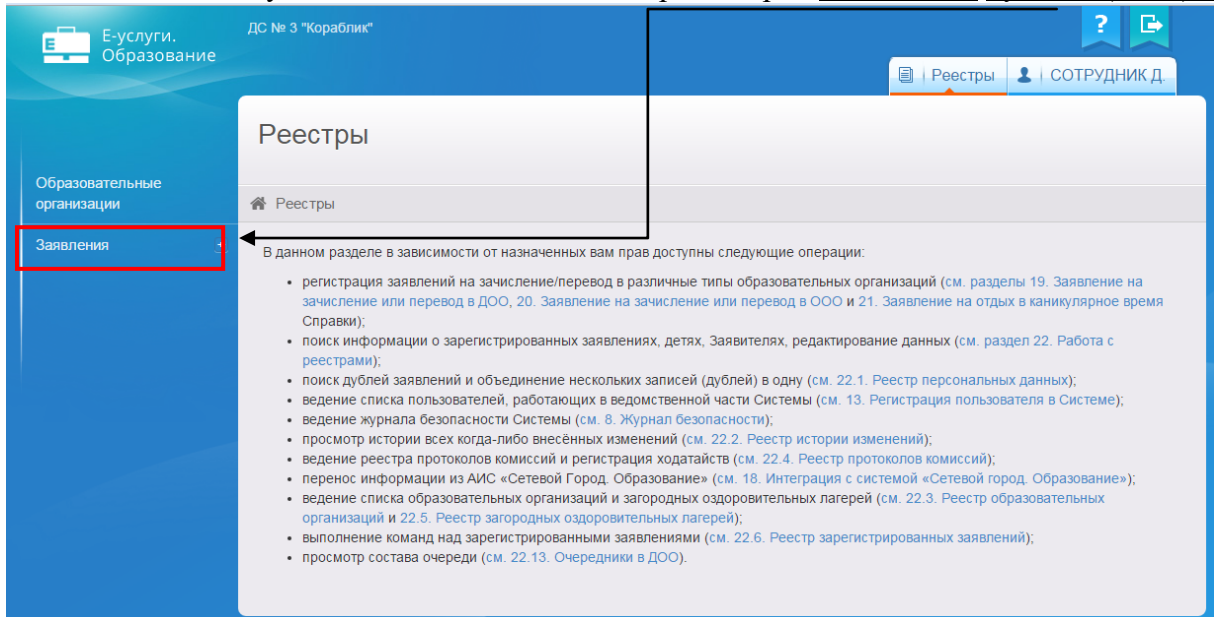 Е-услуги.
Образование
ДС № 3 "Кораблик"
?
Реестры
СОТРУДНИК Д.
Реестры
Образовательные
организации
Заявления +
Реестры
В данном разделе в зависимости от назначенных вам прав доступны следующие операции:
• регистрация заявлений на зачисление/перевод в различные типы образовательных организаций (см. разделы 19. Заявление на
зачисление или перевод в ДОО, 20. Заявление на зачисление или перевод в ООО и 21. Заявление на отдых в каникулярное время
Справки);
• поиск информации о зарегистрированных заявлениях, детях, Заявителях, редактирование данных (см. раздел 22. Работа с
реестрами);
• поиск дублей заявлений и объединение нескольких записей (дублей) в одну (см. 22.1. Реестр персональных данных);
• ведение списка пользователей, работающих в ведомственной части Системы (см. 13. Регистрация пользователя в Системе);
• ведение журнала безопасности Системы (см. 8. Журнал безопасности);
• просмотр истории всех когда-либо внесённых изменений (см. 22.2. Реестр истории изменений);
• ведение реестра протоколов комиссий и регистрация ходатайств (см. 22.4. Реестр протоколов комиссий);
• перенос информации из АИС «Сетевой Город. Образование» (см. 18. Интеграция с системой «Сетевой город. Образование»);
• ведение списка образовательных организаций и загородных оздоровительных лагерей (см. 22.3. Реестр образовательных
организаций и 22.5. Реестр загородных оздоровительных лагерей);
• выполнение команд над зарегистрированными заявлениями (см. 22.6. Реестр зарегистрированных заявлений);
• просмотр состава очереди (см. 22.13. Очередники в ДОО).